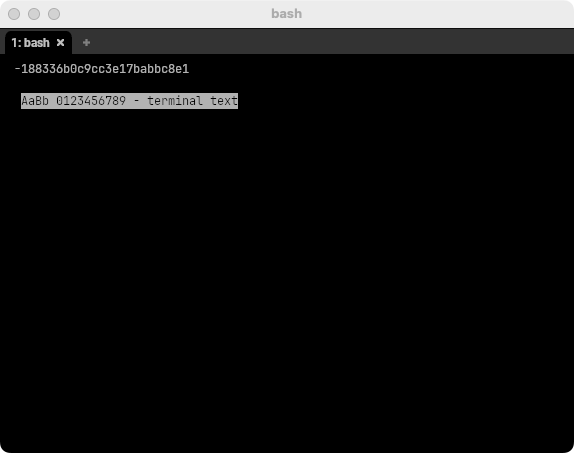 bash
1: bash ✕ +
-188336b0c9cc3e17babbc8e1
AaBb 0123456789 - terminal text